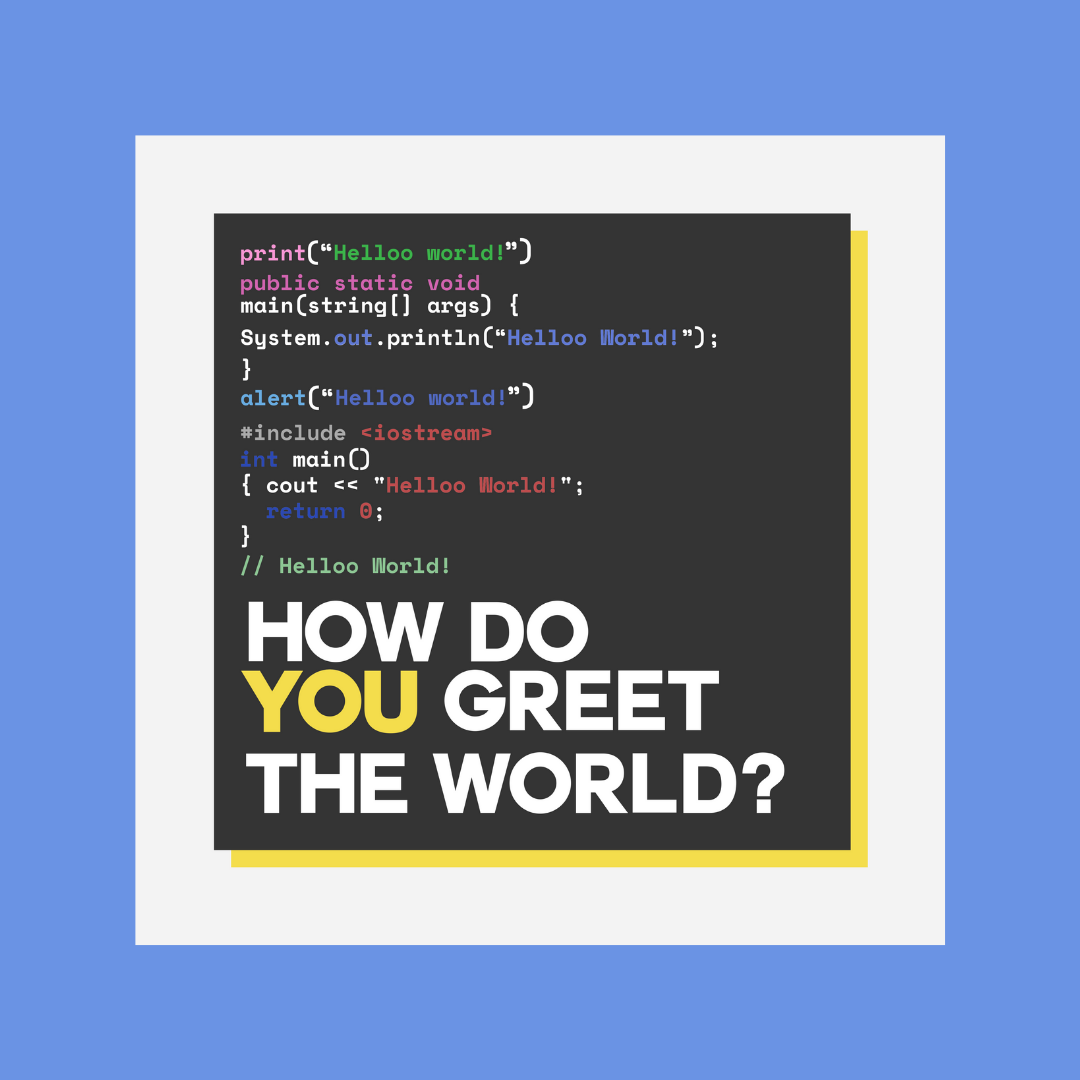 print(“Helloo world!”)
public static void
main(string[] args) {
System.out.println(“Helloo World!”);
}
alert(“Helloo world!”)
#include <iostream>
int main()
{ cout << "Helloo World!";
  return 0;
}
// Helloo World!
HOW DO
YOU GREET
THE WORLD?